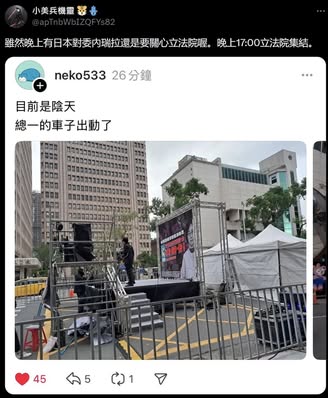 小美兵機靈🐯🧜‍♂️
@apTnbWbIZQFYs82
雖然晚上有日本對委內瑞拉還是要關心立法院喔。晚上17:00立法院集結。
neko533 26分鐘
目前是陰天
總一的車子出動了
45 5 1